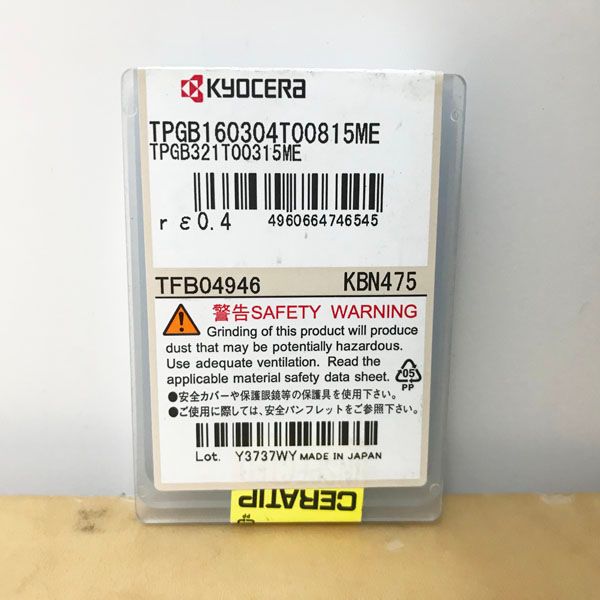 KYOCERA
TPGB160304T00815ME
TPGB321T00315ME
r ε0.4
4960664746545
TFB04946 KBN475
警告SAFETY WARNING
Grinding of this product will produce
dust that may be potentially hazardous.
Use adequate ventilation. Read the
applicable material safety data sheet.
05
PP
●安全カバーや保護眼鏡等の保護具を使用下さい。
●ご使用に際しては、安全パンフレットをご参照下さい。
Lot. Y3737WY MADE IN JAPAN
CERATIP